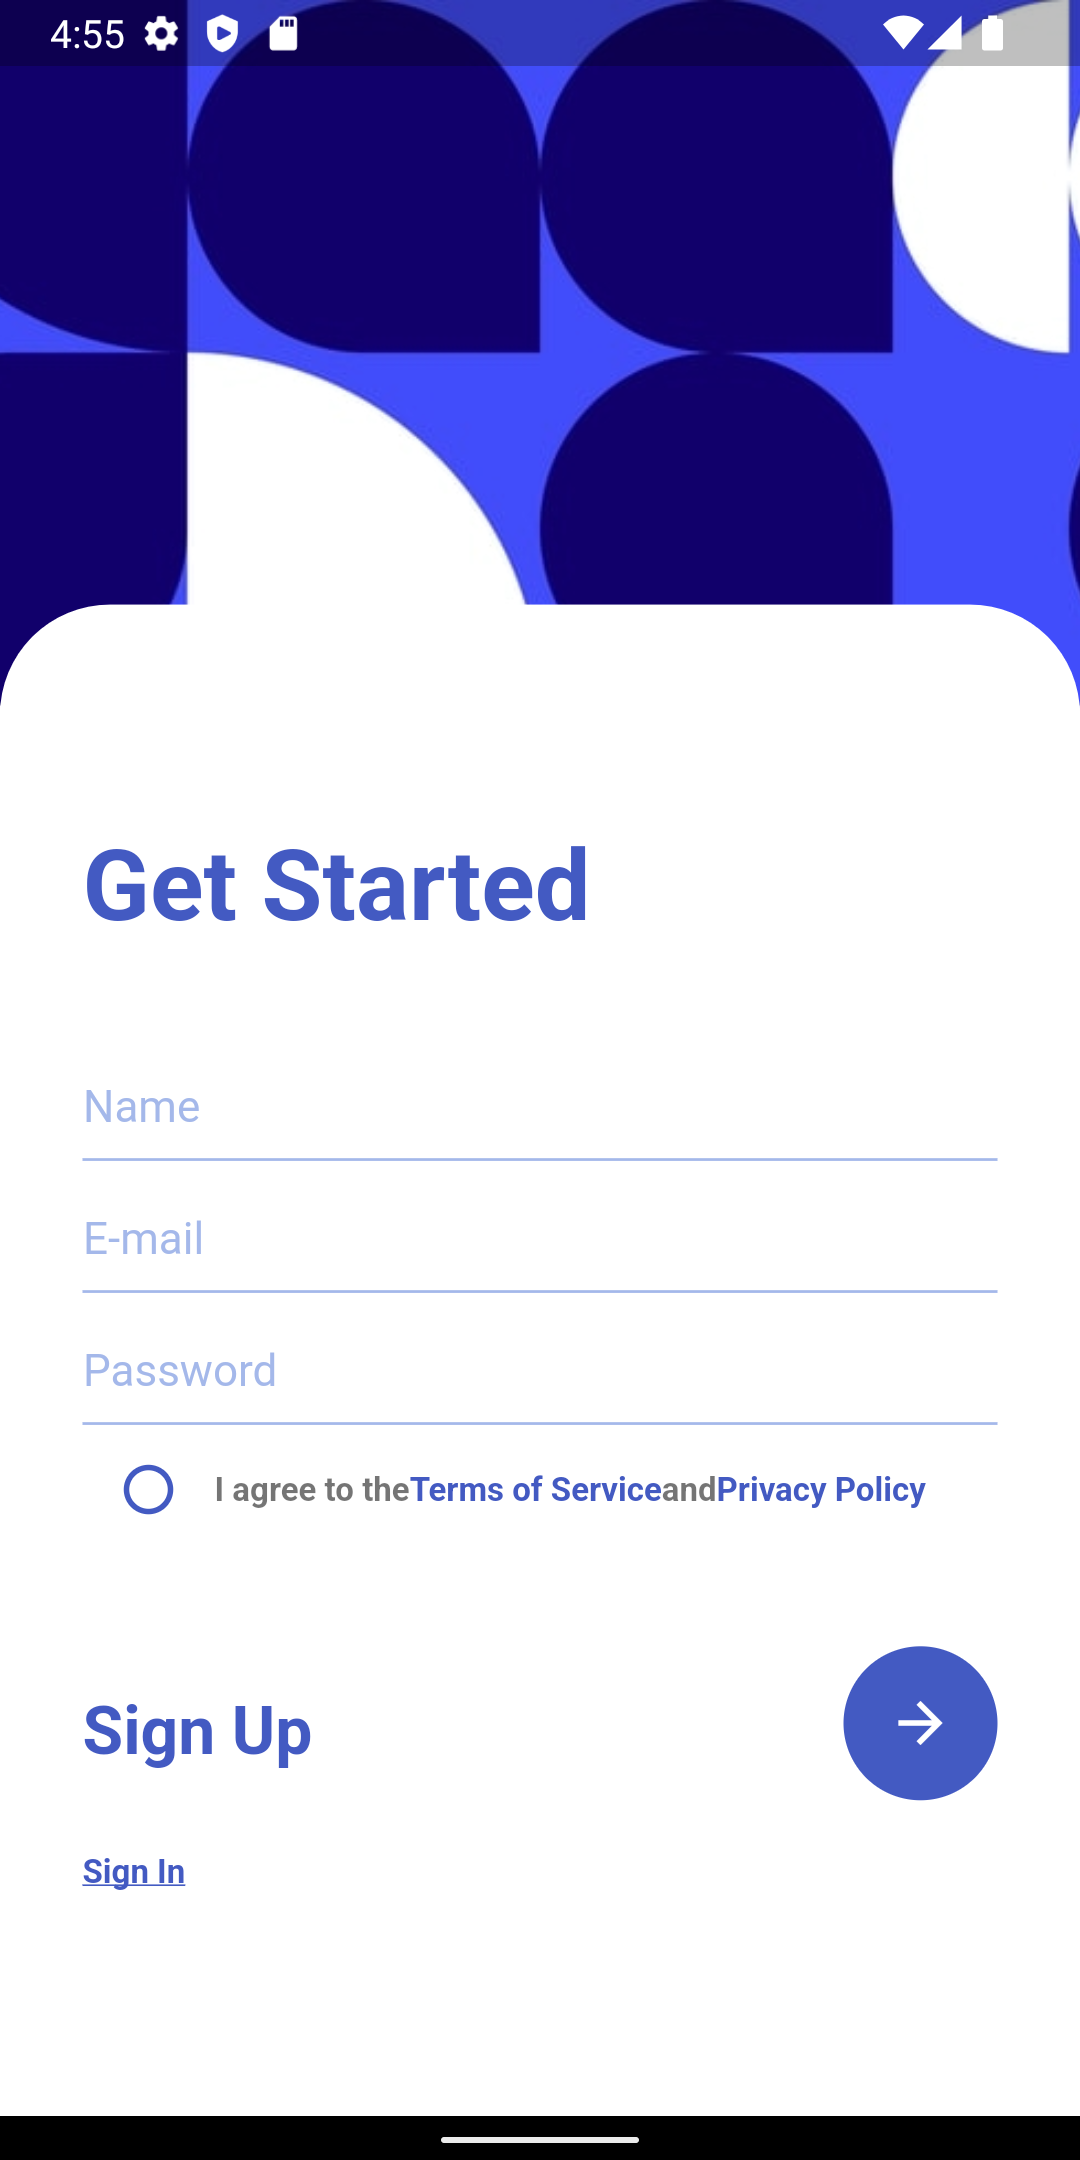 4:55
Get Started
Name
E-mail
Password
I agree to theTerms of ServiceandPrivacy Policy
Sign Up
Sign In